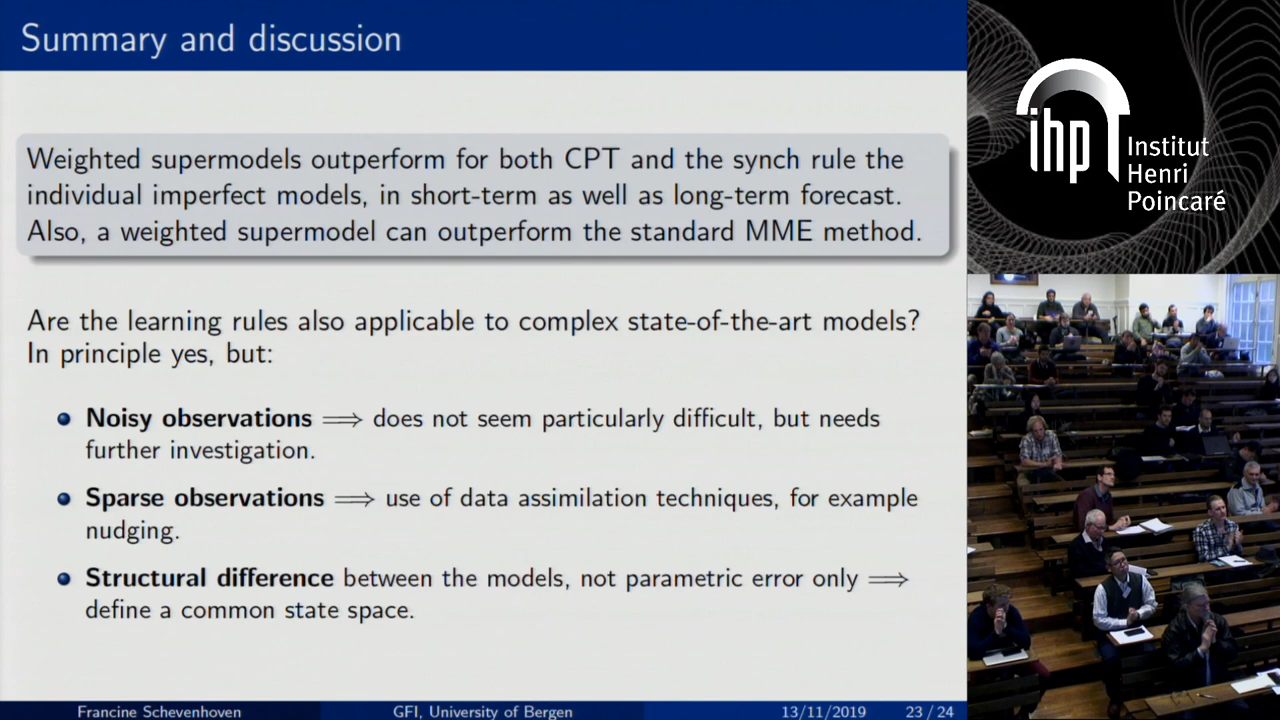 Summary and discussion
Weighted supermodels outperform for both CPT and the synch rule the
individual imperfect models, in short-term as well as long-term forecast.
Also, a weighted supermodel can outperform the standard MME method.
Are the learning rules also applicable to complex state-of-the-art models?
In principle yes, but:
Noisy observations ⟹ does not seem particularly difficult, but needs
further investigation.
Sparse observations ⟹ use of data assimilation techniques, for example
nudging.
Structural difference between the models, not parametric error only ⟹
define a common state space.
Francine Schevenhoven GFI, University of Bergen 13/11/2019 23 / 24
ihp
Institut
Henri
Poincaré